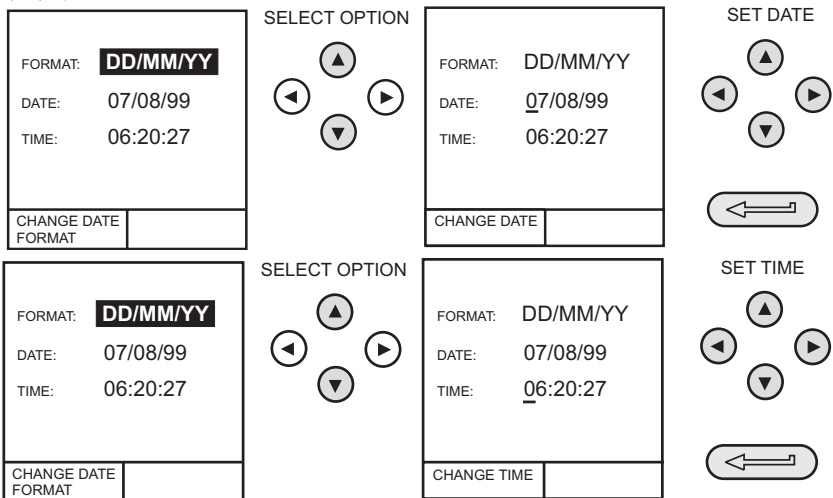 SELECT OPTION
SET DATE
FORMAT: DD/MM/YY
DATE: 07/08/99
TIME: 06:20:27
CHANGE DATE
FORMAT
FORMAT: DD/MM/YY
DATE: 07/08/99
TIME: 06:20:27
CHANGE DATE
SELECT OPTION
SET TIME
FORMAT: DD/MM/YY
DATE: 07/08/99
TIME: 06:20:27
CHANGE DATE
FORMAT
FORMAT: DD/MM/YY
DATE: 07/08/99
TIME: 06:20:27
CHANGE TIME